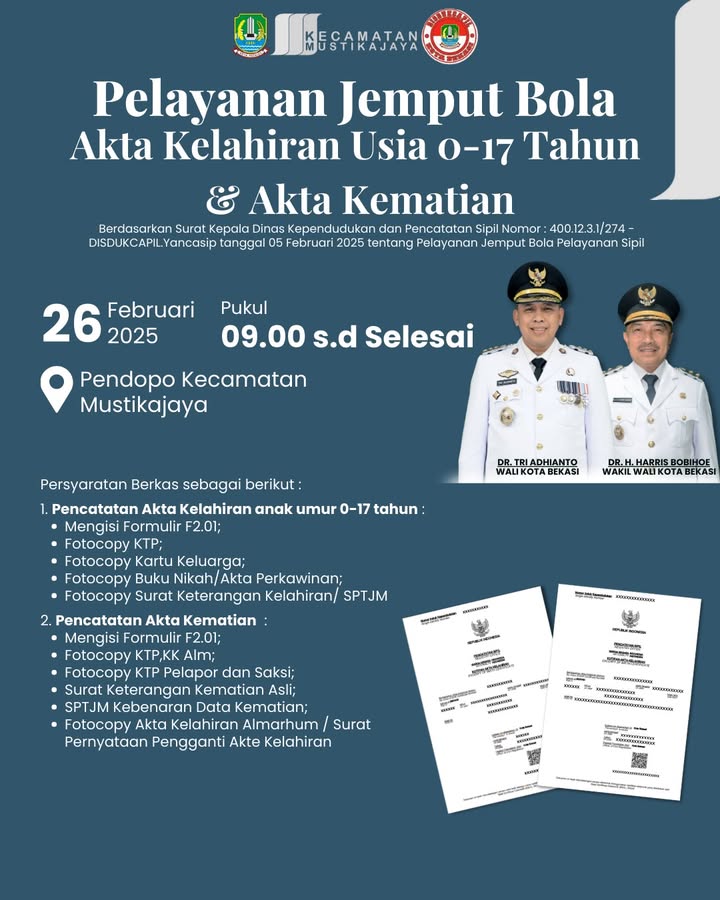 KECAMATAN
MUSTIKAJAYA
Pelayanan Jemput Bola
Akta Kelahiran Usia 0-17 Tahun
& Akta Kematian
Berdasarkan Surat Kepala Dinas Kependudukan dan Pencatatan Sipil Nomor : 400.12.3.1/274 -
DISDUKCAPIL.Yancasip tanggal 05 Februari 2025 tentang Pelayanan Jemput Bola Pelayanan Sipil
26 Februari
2025
Pukul
09.00 s.d Selesai
Pendopo Kecamatan
Mustikajaya
DR. TRI ADHIANTO
WALI KOTA BEKASI
DR. H. HARRIS BOBIHOE
WAKIL WALI KOTA BEKASI
Persyaratan Berkas sebagai berikut :
1. Pencatatan Akta Kelahiran anak umur 0-17 tahun :
• Mengisi Formulir F2.01;
• Fotocopy KTP;
• Fotocopy Kartu Keluarga;
• Fotocopy Buku Nikah/Akta Perkawinan;
• Fotocopy Surat Keterangan Kelahiran/ SPTJM
2. Pencatatan Akta Kematian :
• Mengisi Formulir F2.01;
• Fotocopy KTP,KK Alm;
• Fotocopy KTP Pelapor dan Saksi;
• Surat Keterangan Kematian Asli;
• SPTJM Kebenaran Data Kematian;
• Fotocopy Akta Kelahiran Almarhum / Surat
Pernyataan Pengganti Akte Kelahiran
REPUBLIK INDONESIA
REPUBLIK INDONESIA